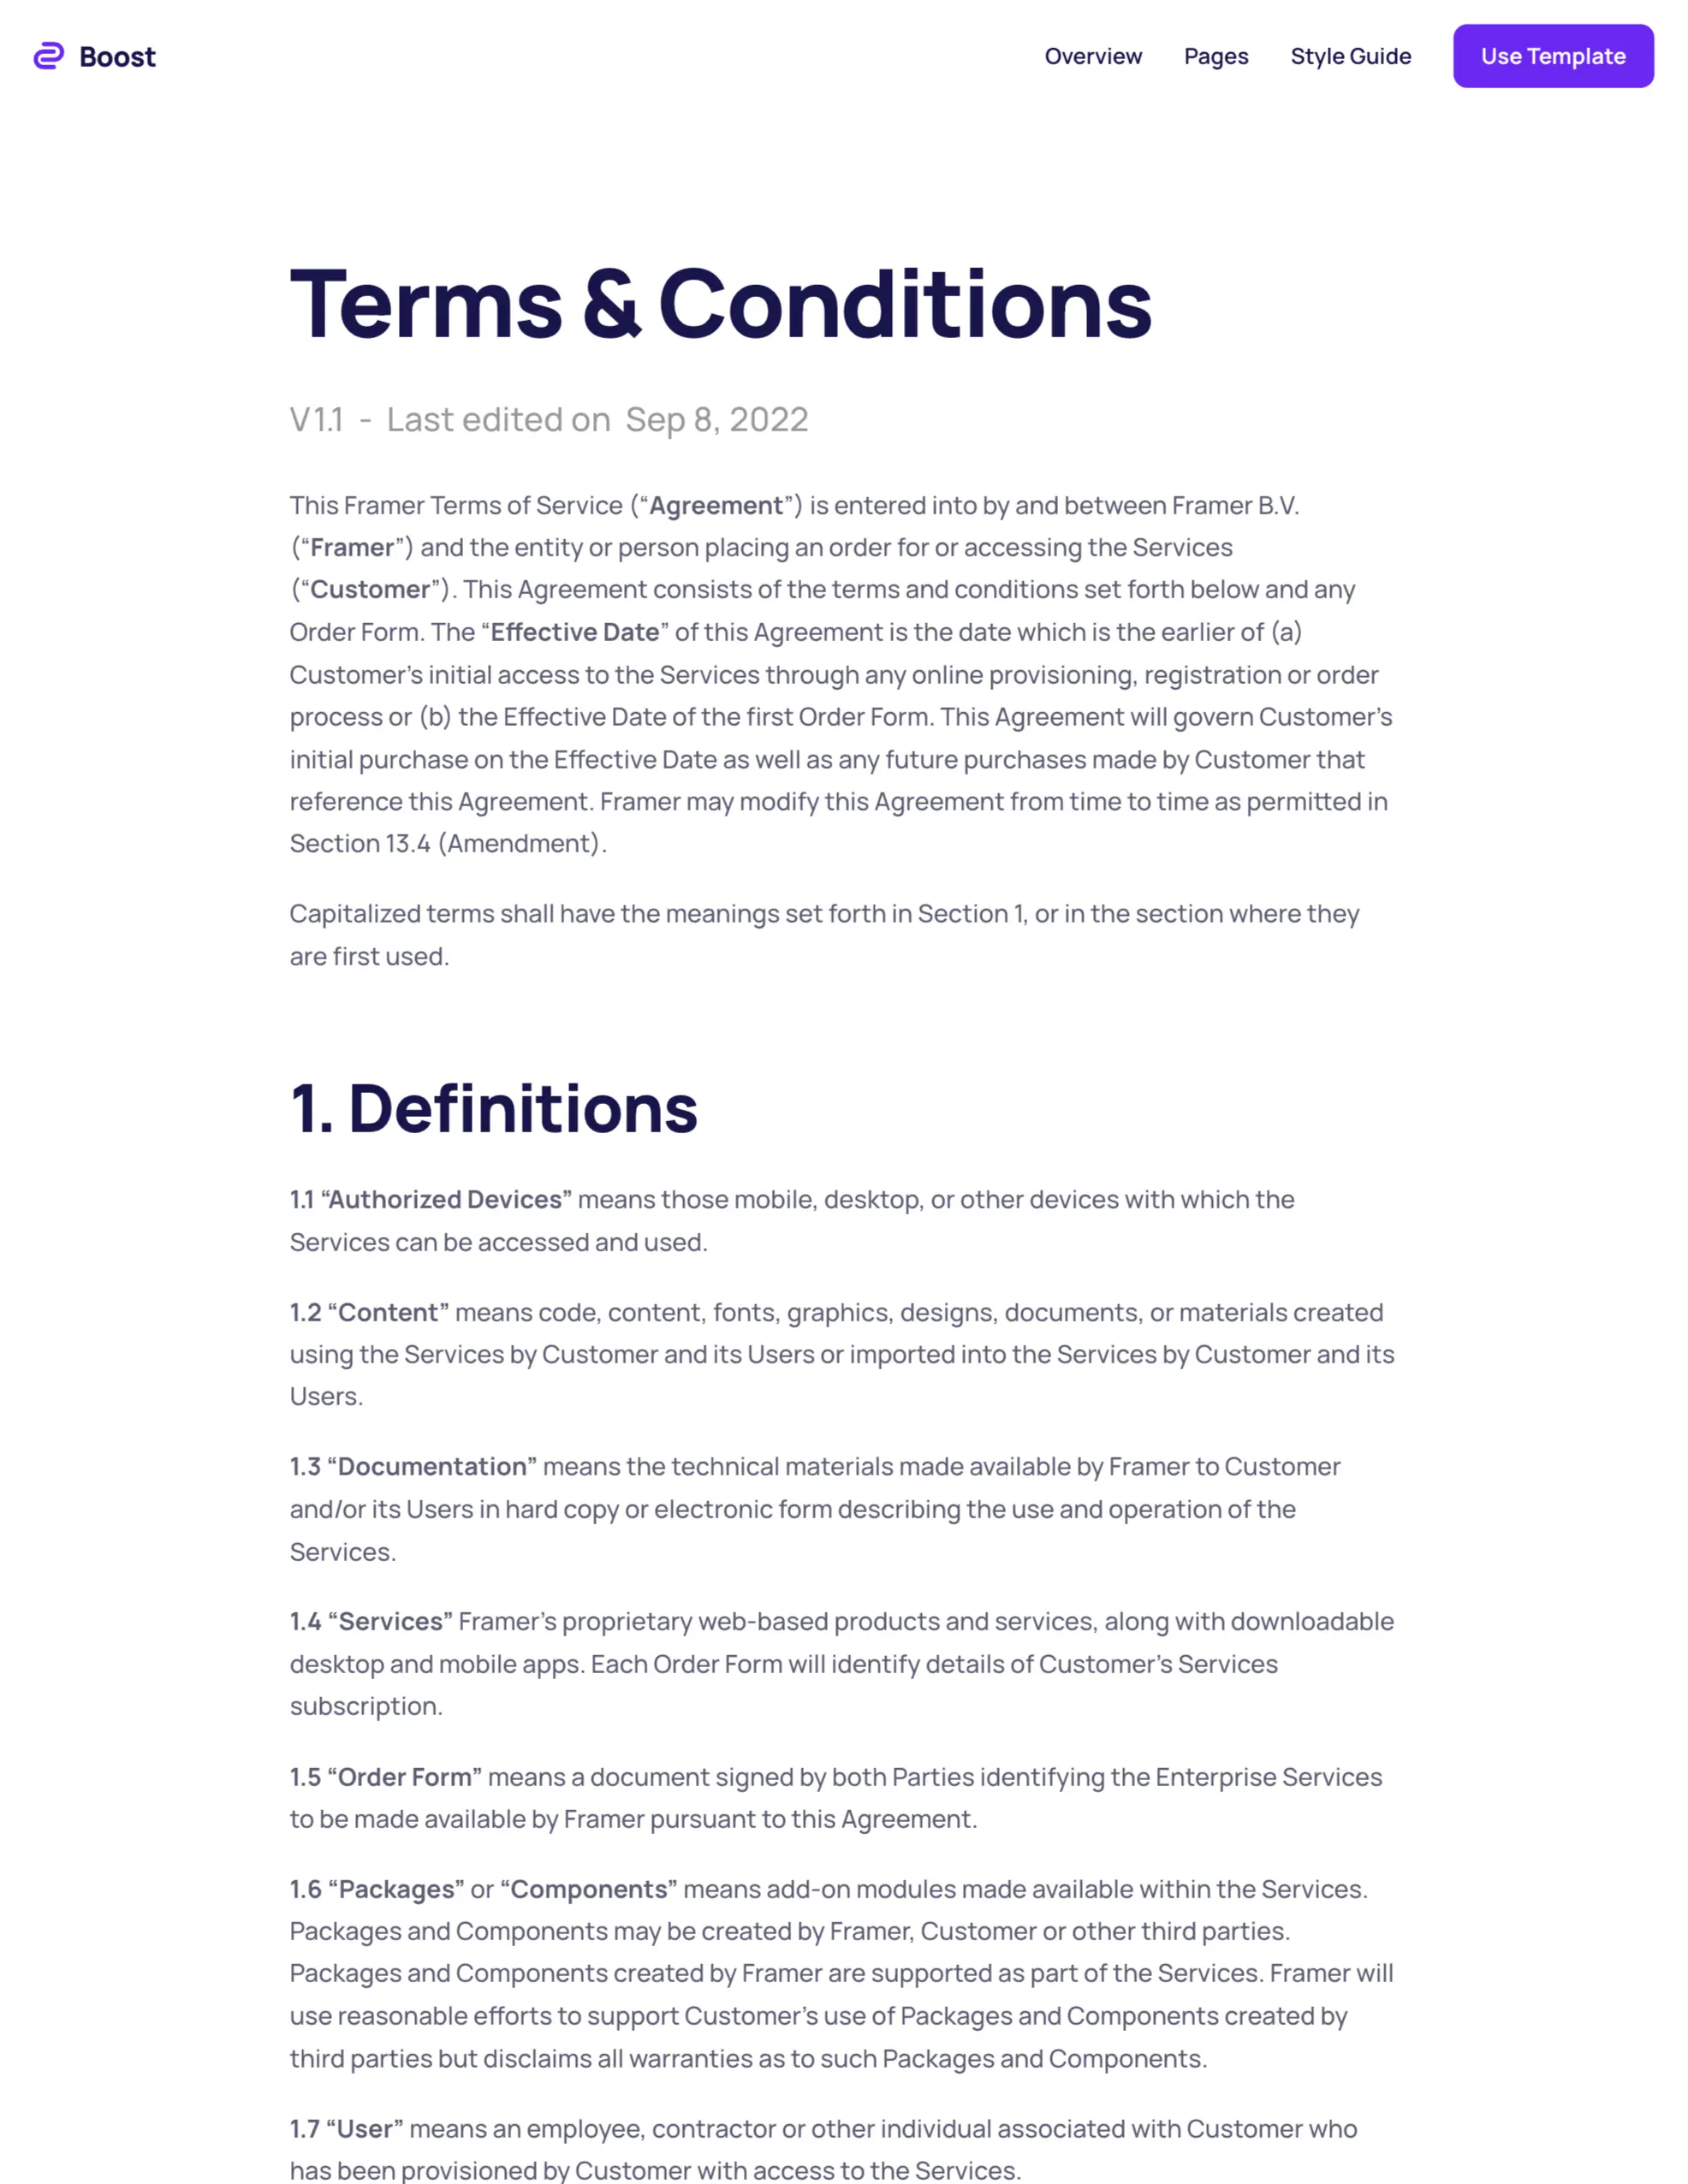 Boost
Overview
Pages
Style Guide
Use Template
Terms & Conditions
V1.1 - Last edited on Sep 8, 2022
This Framer Terms of Service (“Agreement”) is entered into by and between Framer B.V.
(“Framer”) and the entity or person placing an order for or accessing the Services
(“Customer”). This Agreement consists of the terms and conditions set forth below and any
Order Form. The “Effective Date” of this Agreement is the date which is the earlier of (a)
Customer’s initial access to the Services through any online provisioning, registration or order
process or (b) the Effective Date of the first Order Form. This Agreement will govern Customer’s
initial purchase on the Effective Date as well as any future purchases made by Customer that
reference this Agreement. Framer may modify this Agreement from time to time as permitted in
Section 13.4 (Amendment).
Capitalized terms shall have the meanings set forth in Section 1, or in the section where they
are first used.
1. Definitions
1.1 “Authorized Devices” means those mobile, desktop, or other devices with which the
Services can be accessed and used.
1.2 “Content” means code, content, fonts, graphics, designs, documents, or materials created
using the Services by Customer and its Users or imported into the Services by Customer and its
Users.
1.3 “Documentation” means the technical materials made available by Framer to Customer
and/or its Users in hard copy or electronic form describing the use and operation of the
Services.
1.4 “Services” Framer’s proprietary web-based products and services, along with downloadable
desktop and mobile apps. Each Order Form will identify details of Customer’s Services
subscription.
1.5 “Order Form” means a document signed by both Parties identifying the Enterprise Services
to be made available by Framer pursuant to this Agreement.
1.6 “Packages” or “Components” means add-on modules made available within the Services.
Packages and Components may be created by Framer, Customer or other third parties.
Packages and Components created by Framer are supported as part of the Services. Framer will
use reasonable efforts to support Customer’s use of Packages and Components created by
third parties but disclaims all warranties as to such Packages and Components.
1.7 “User” means an employee, contractor or other individual associated with Customer who
has been provisioned by Customer with access to the Services.